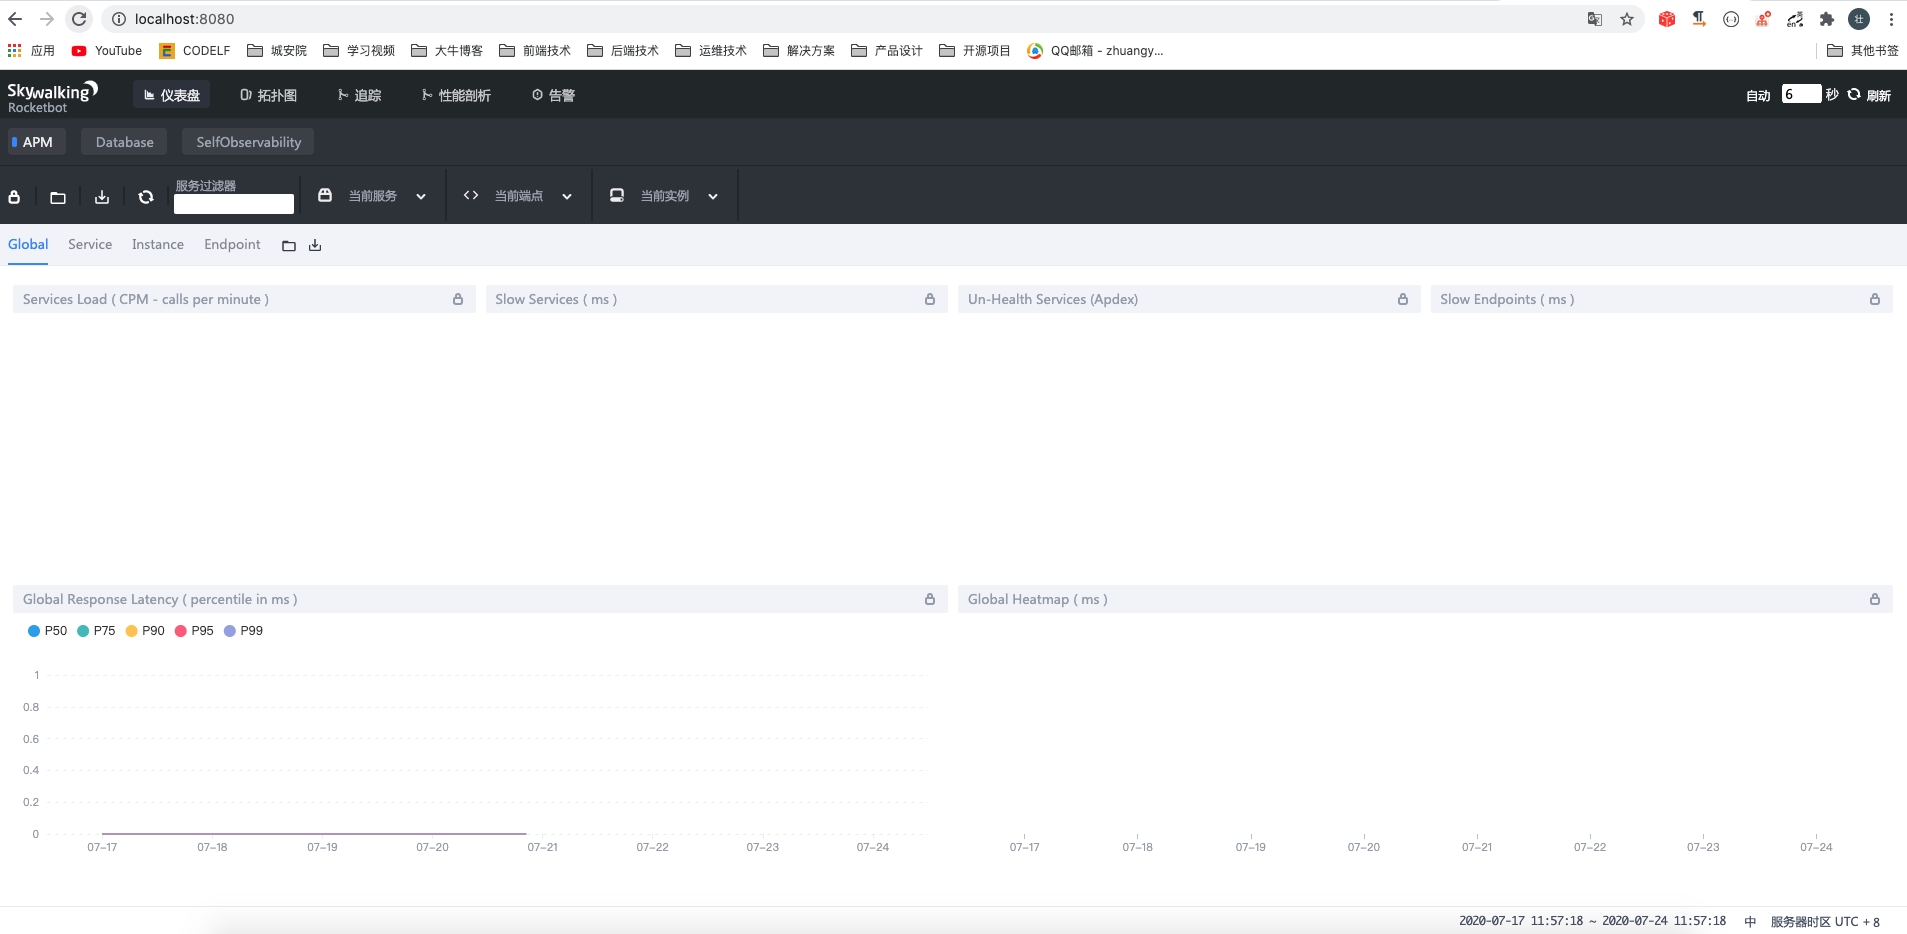 localhost:8080
应用 YouTube CODELF 城安院 学习视频 大牛博客 前端技术 后端技术 运维技术 解决方案 产品设计 开源项目 QQ邮箱 - zhuangy... 其他书签
Skywalking
Rocketbot
仪表盘 拓扑图 追踪 性能剖析 告警 自动 6 秒 刷新
APM Database SelfObservability
服务过滤器
当前服务 当前端点 当前实例
Global Service Instance Endpoint
Services Load ( CPM - calls per minute ) Slow Services ( ms ) Un-Health Services (Apdex) Slow Endpoints ( ms )
Global Response Latency ( percentile in ms ) Global Heatmap ( ms )
P50 P75 P90 P95 P99
1
0.8
0.6
0.4
0.2
0
07-17 07-18 07-19 07-20 07-21 07-22 07-23 07-24 07-17 07-18 07-19 07-20 07-21 07-22 07-23 07-24
2020-07-17 11:57:18 ~ 2020-07-24 11:57:18 中 服务器时区 UTC + 8